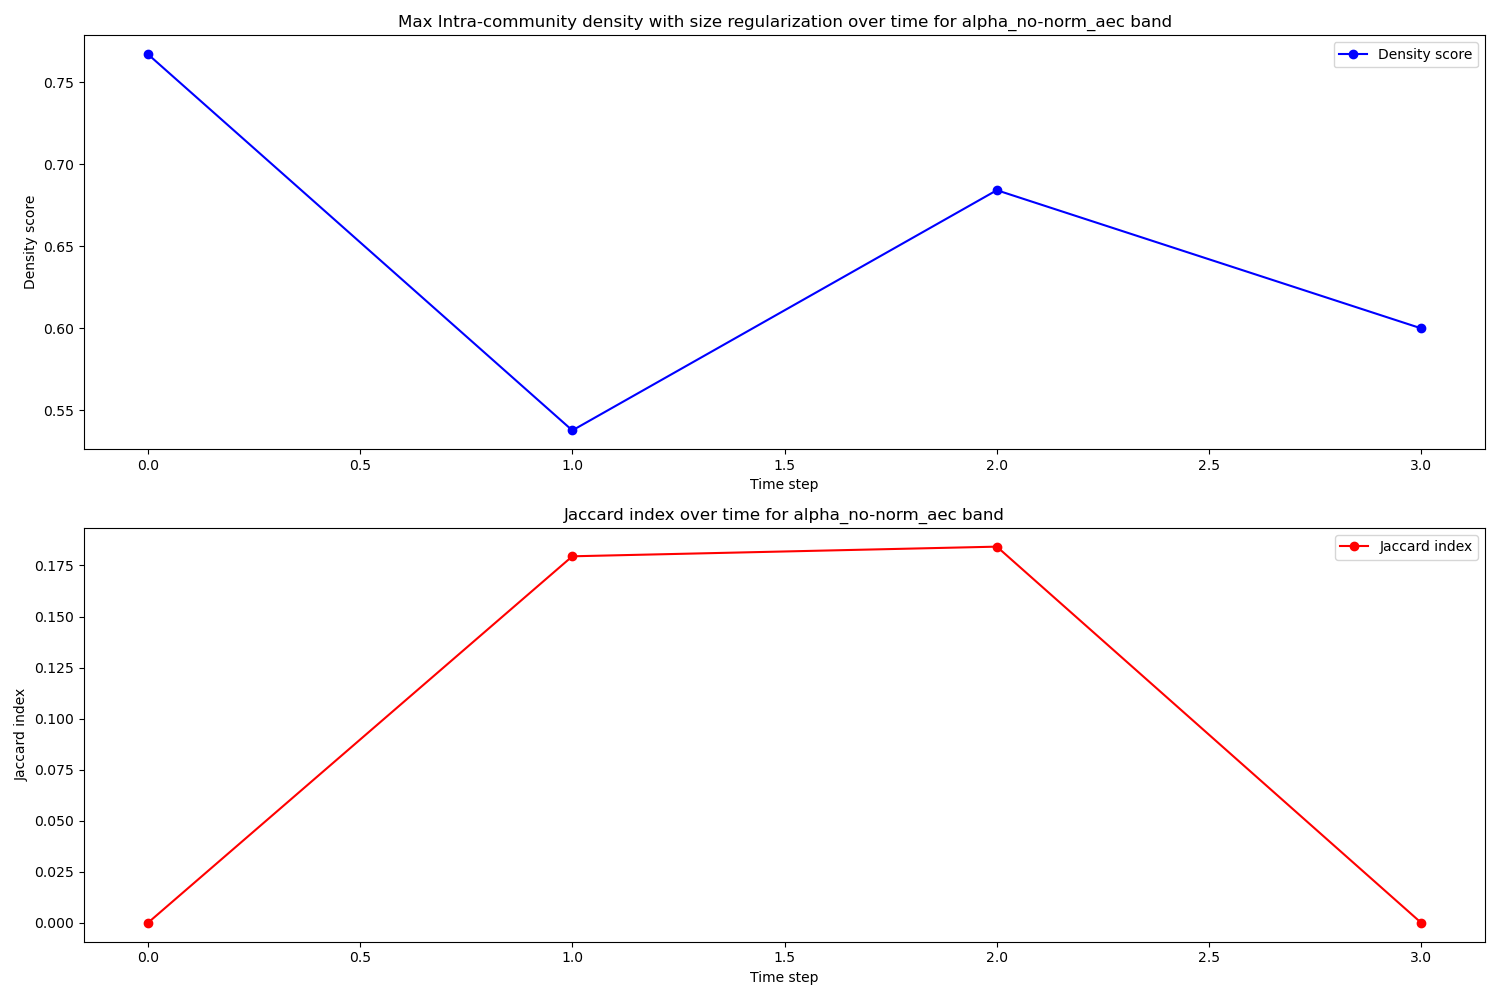 Max Intra-community density with size regularization over time for alpha_no-norm_aec band
Density score
0.75
0.70
0.65
0.60
0.55
Density score
0.0 0.5 1.0 1.5 2.0 2.5 3.0
Time step
Jaccard index over time for alpha_no-norm_aec band
Jaccard index
0.175
0.150
0.125
0.100
0.075
0.050
0.025
0.000
Jaccard index
0.0 0.5 1.0 1.5 2.0 2.5 3.0
Time step